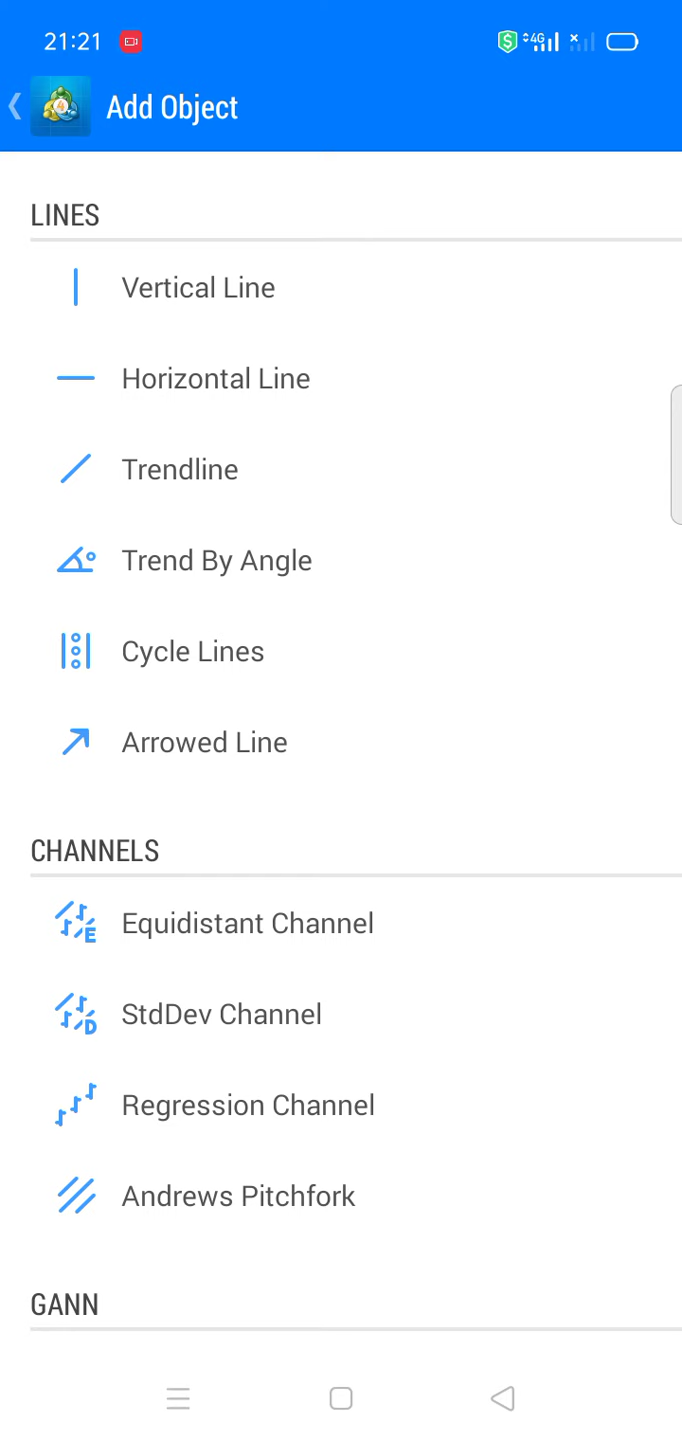 21:21
4G
Add Object
LINES
Vertical Line
Horizontal Line
Trendline
Trend By Angle
Cycle Lines
Arrowed Line
CHANNELS
E Equidistant Channel
D StdDev Channel
Regression Channel
Andrews Pitchfork
GANN